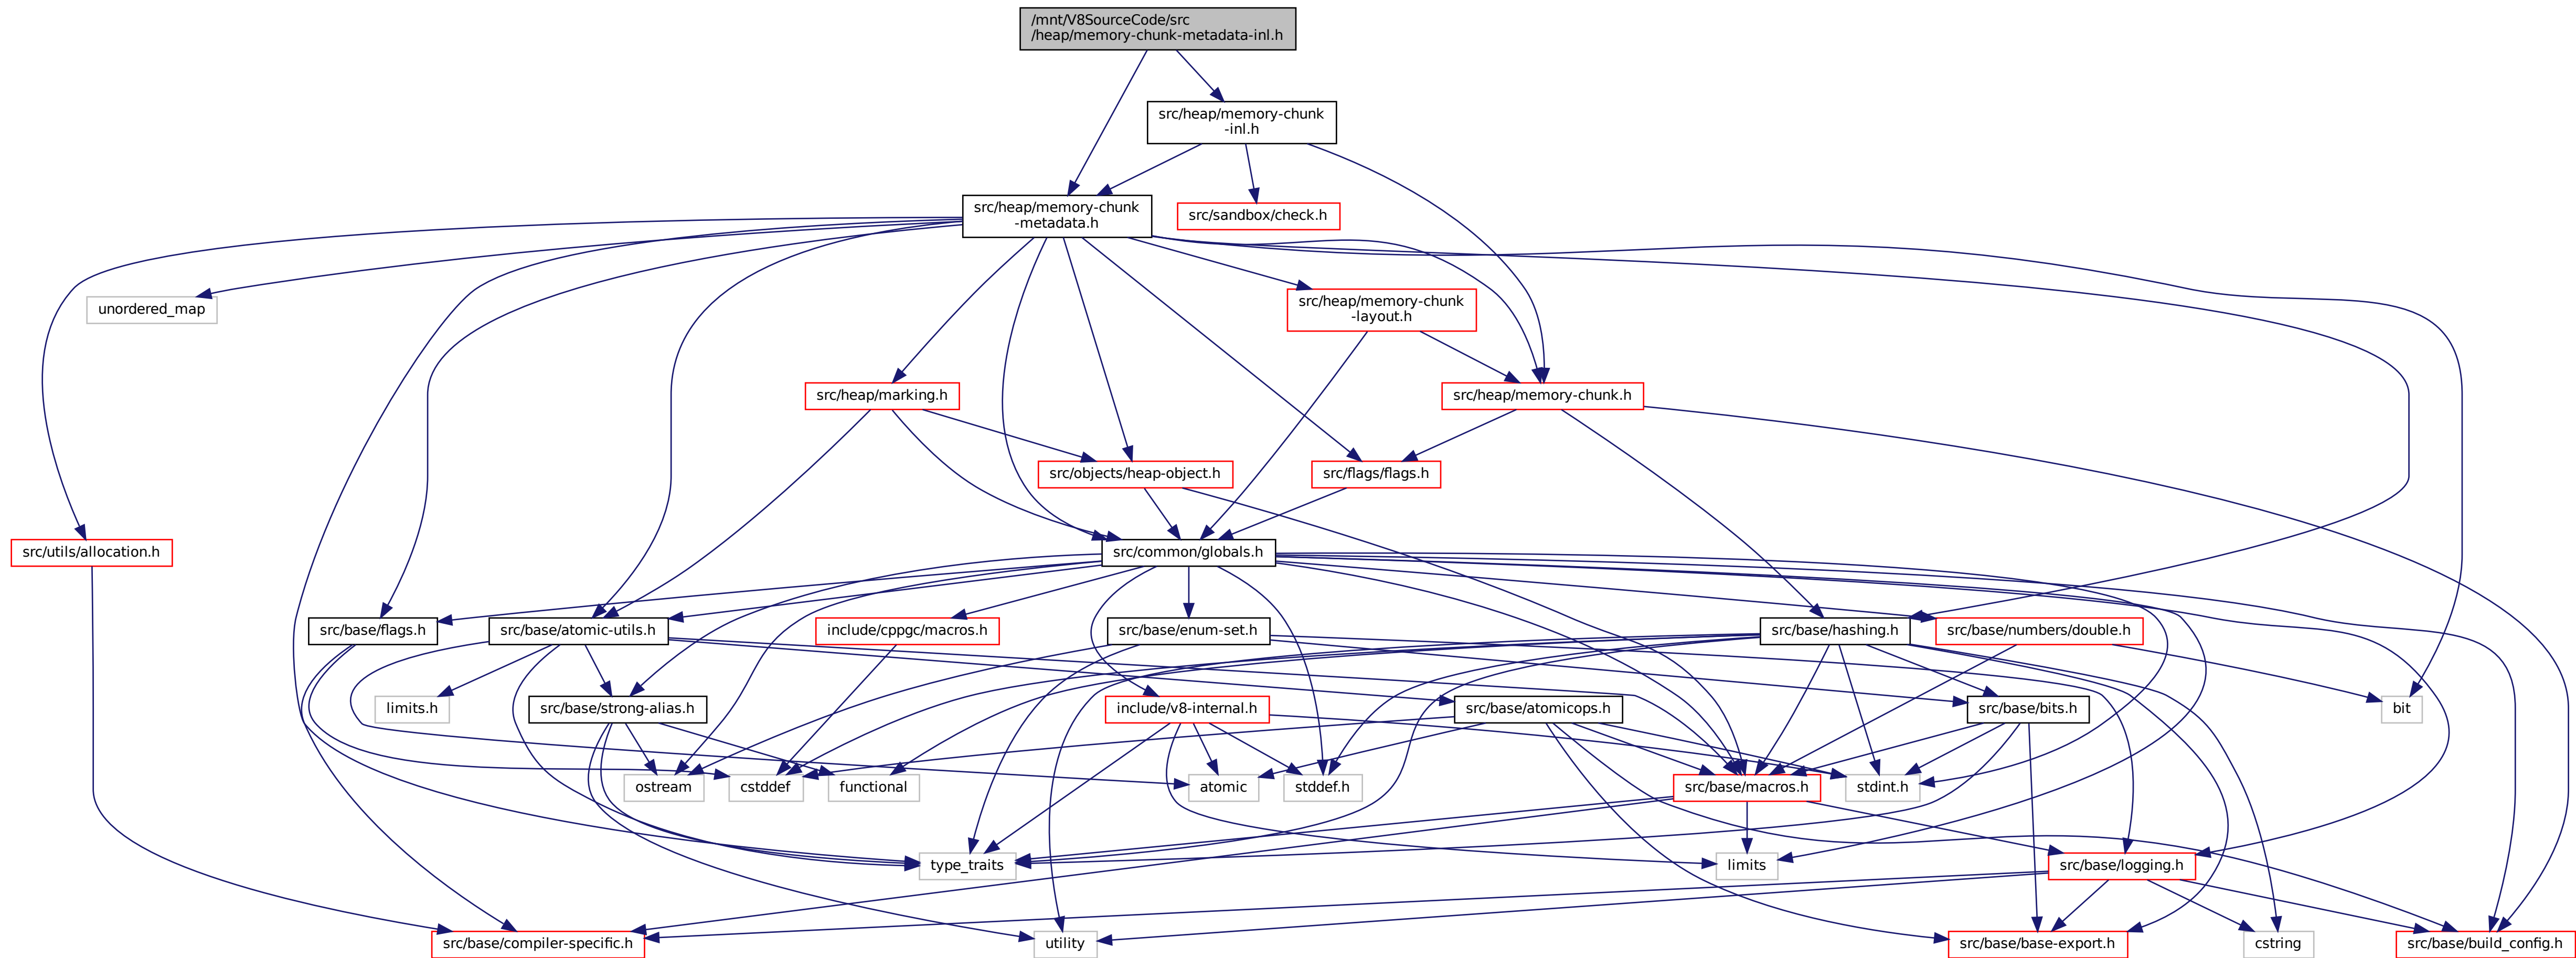 /mnt/V8SourceCode/src
/heap/memory-chunk-metadata-inl.h
src/heap/memory-chunk
-inl.h
src/heap/memory-chunk
-metadata.h
src/sandbox/check.h
unordered_map
src/heap/memory-chunk
-layout.h
src/heap/marking.h
src/heap/memory-chunk.h
src/objects/heap-object.h
src/flags/flags.h
src/utils/allocation.h
src/common/globals.h
src/base/flags.h
src/base/atomic-utils.h
include/cppgc/macros.h
src/base/enum-set.h
src/base/hashing.h
src/base/numbers/double.h
limits.h
src/base/strong-alias.h
include/v8-internal.h
src/base/atomicops.h
src/base/bits.h
bit
ostream
cstddef
functional
atomic
stddef.h
src/base/macros.h
stdint.h
type_traits
limits
src/base/logging.h
src/base/compiler-specific.h
utility
src/base/base-export.h
cstring
src/base/build_config.h